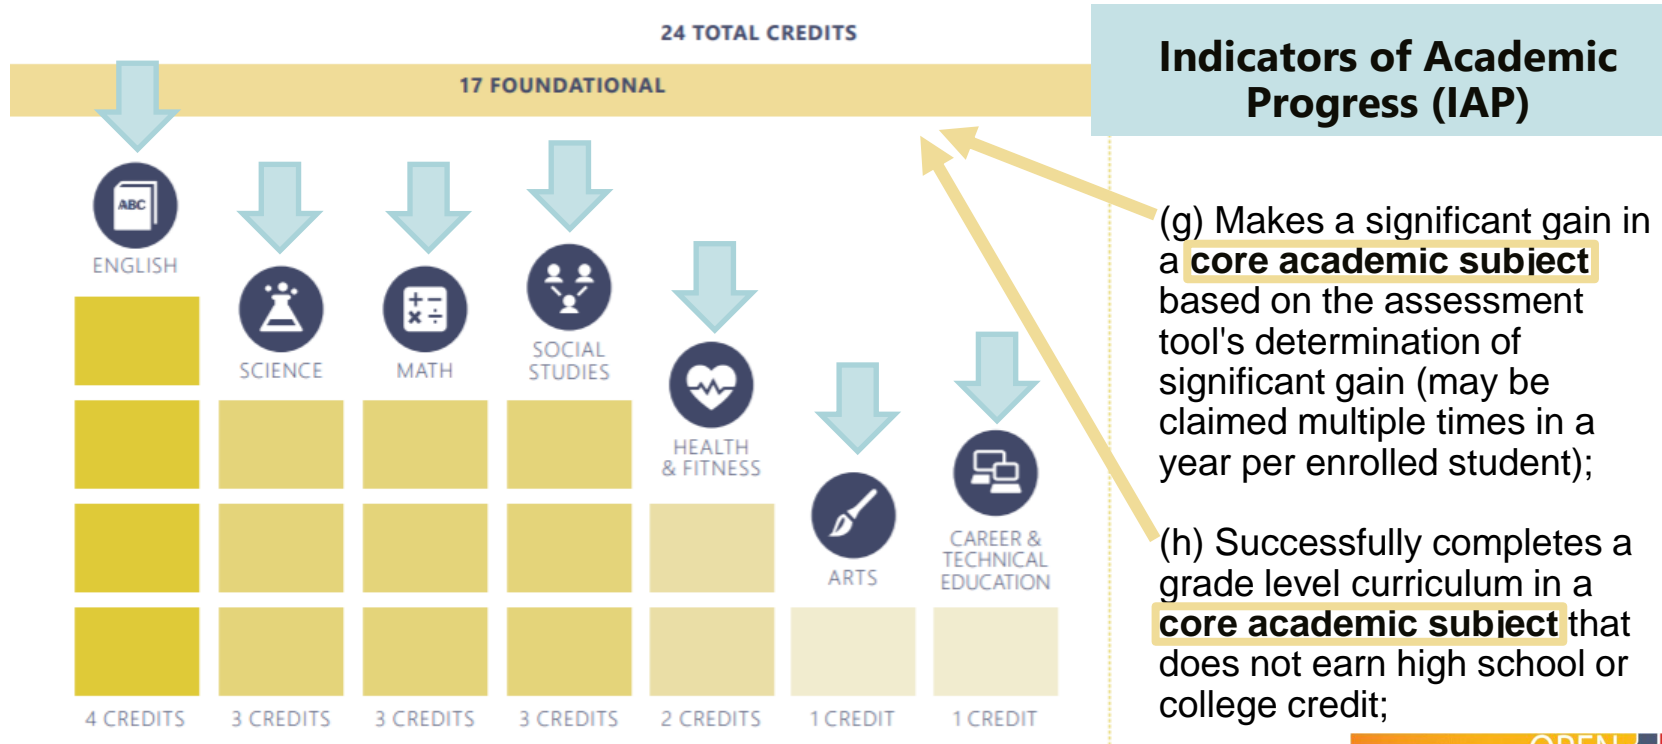 24 TOTAL CREDITS
17 FOUNDATIONAL
ABC
ENGLISH
SCIENCE
MATH
SOCIAL
STUDIES
HEALTH
& FITNESS
ARTS
CAREER &
TECHNICAL
EDUCATION
4 CREDITS
3 CREDITS
3 CREDITS
3 CREDITS
2 CREDITS
1 CREDIT
1 CREDIT
Indicators of Academic
Progress (IAP)
(g) Makes a significant gain in
a core academic subject
based on the assessment
tool's determination of
significant gain (may be
claimed multiple times in a
year per enrolled student);
(h) Successfully completes a
grade level curriculum in a
core academic subject that
does not earn high school or
college credit;
OPEN